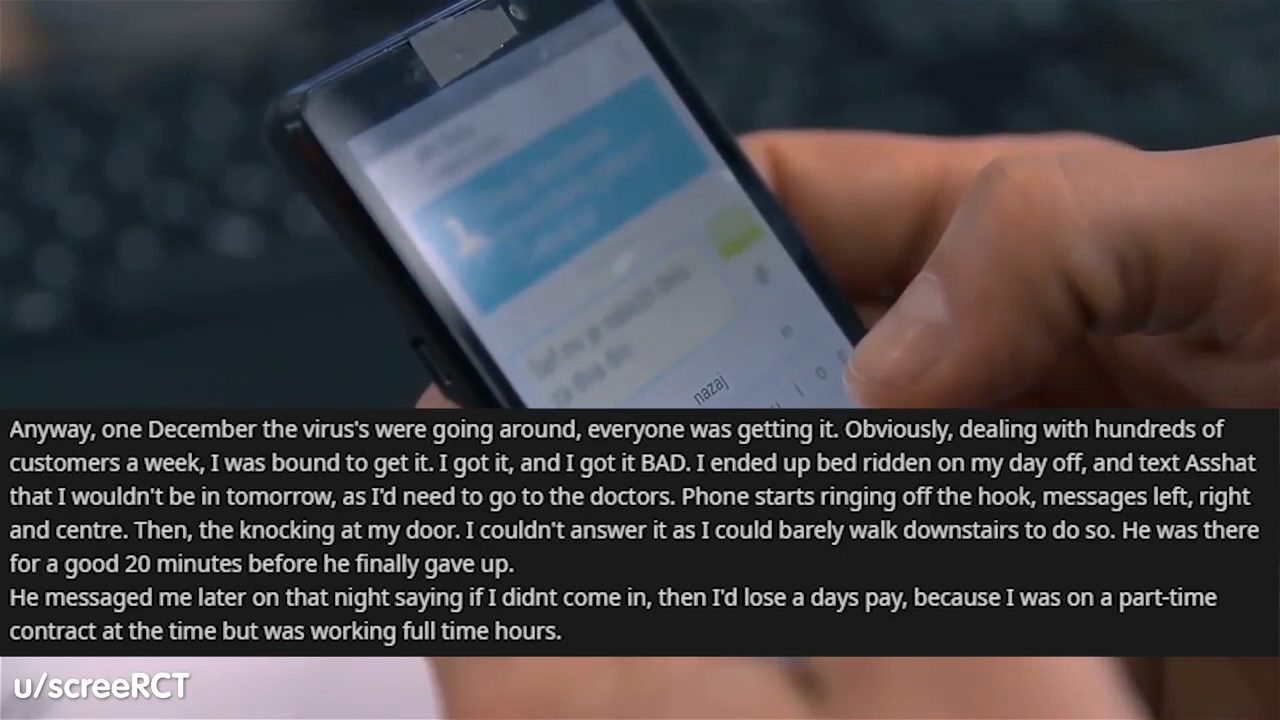 nazaj
Anyway, one December the virus's were going around, everyone was getting it. Obviously, dealing with hundreds of
customers a week, I was bound to get it. I got it, and I got it BAD. I ended up bed ridden on my day off, and text Asshat
that I wouldn't be in tomorrow, as I'd need to go to the doctors. Phone starts ringing off the hook, messages left, right
and centre. Then, the knocking at my door. I couldn't answer it as I could barely walk downstairs to do so. He was there
for a good 20 minutes before he finally gave up.
He messaged me later on that night saying if I didnt come in, then I'd lose a days pay, because I was on a part-time
contract at the time but was working full time hours.
u/screeRCT